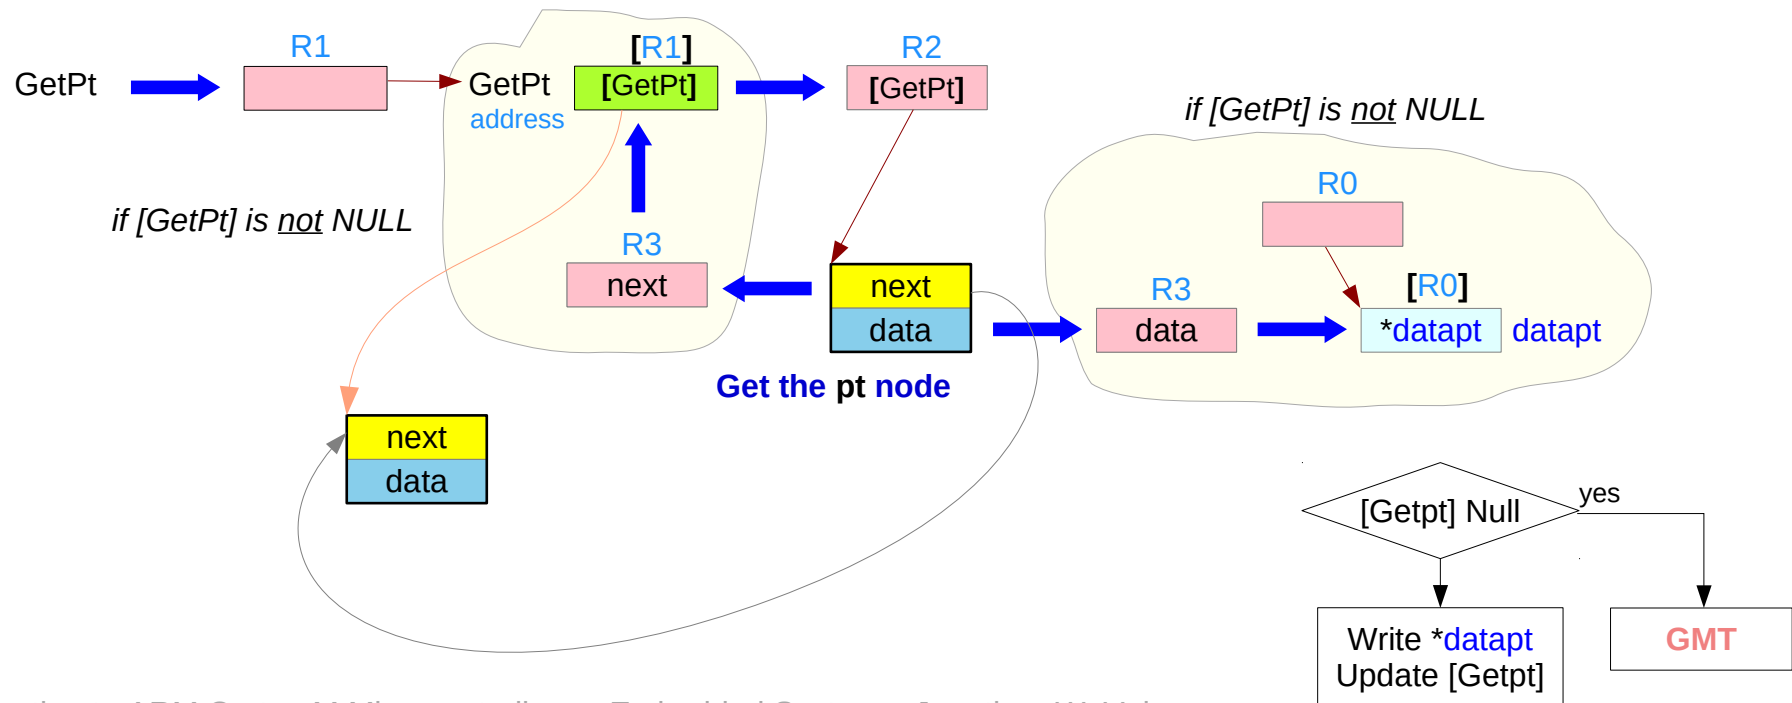 R1
[R1]
R2
GetPt
GetPt
[GetPt]
[GetPt]
address
if [GetPt] is not NULL
R0
if [GetPt] is not NULL
R3
next
next
data
R3
data
[R0]
*datapt
datapt
Get the pt node
next
data
[Getpt] Null
yes
Write *datapt
Update [Getpt]
GMT